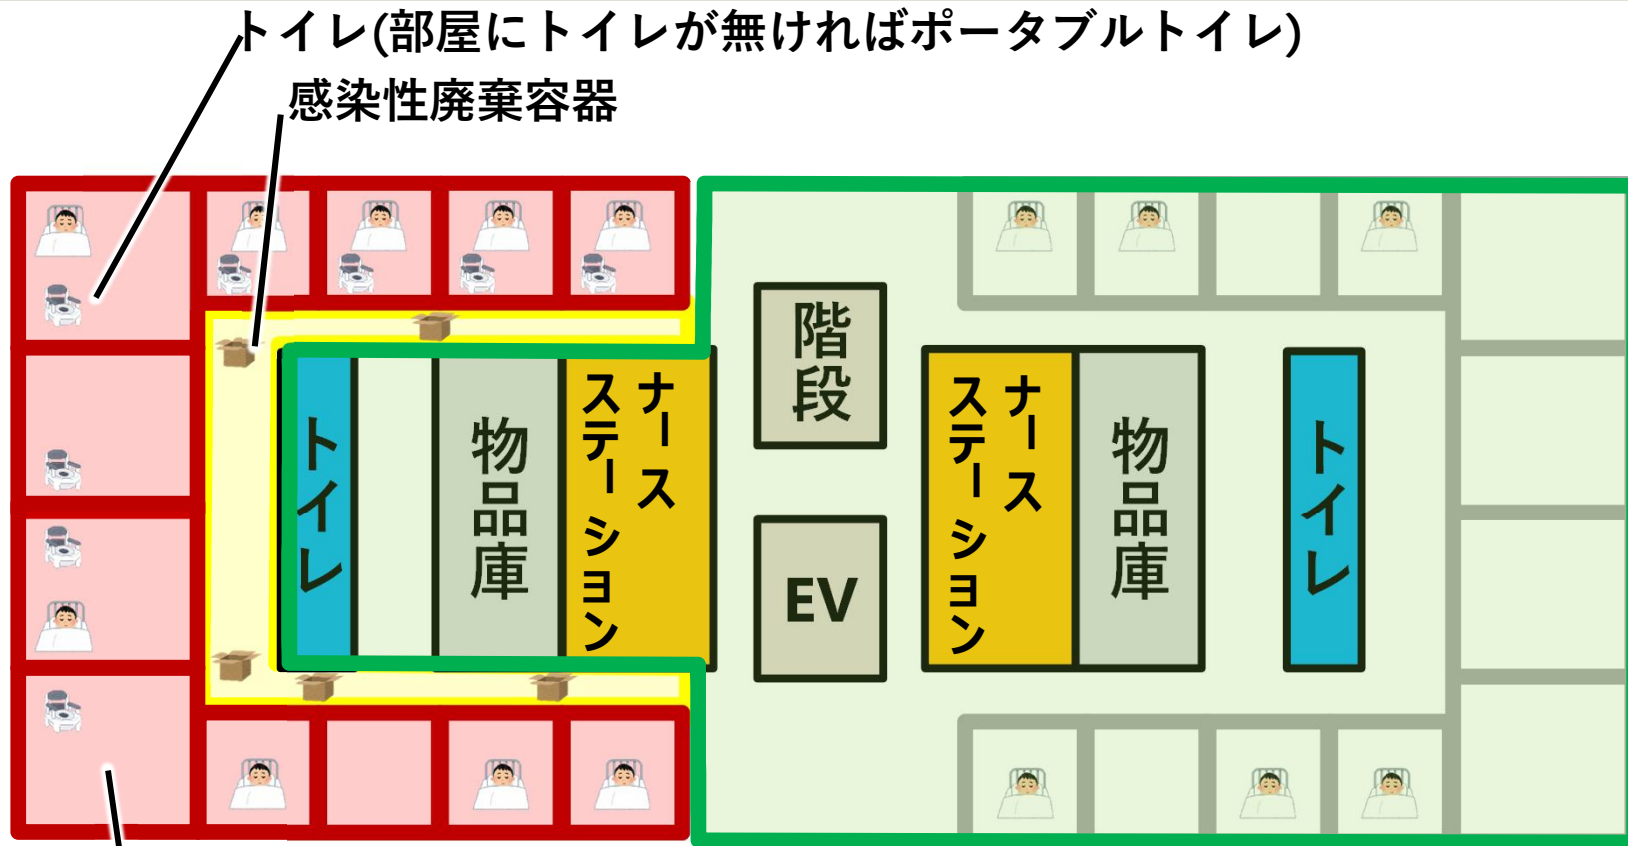 トイレ(部屋にトイレが無ければポータブルトイレ)
感染性廃棄容器
トイレ
物品庫
ナース
ステーション
階段
EV
ナース
ステーション
物品庫
トイレ